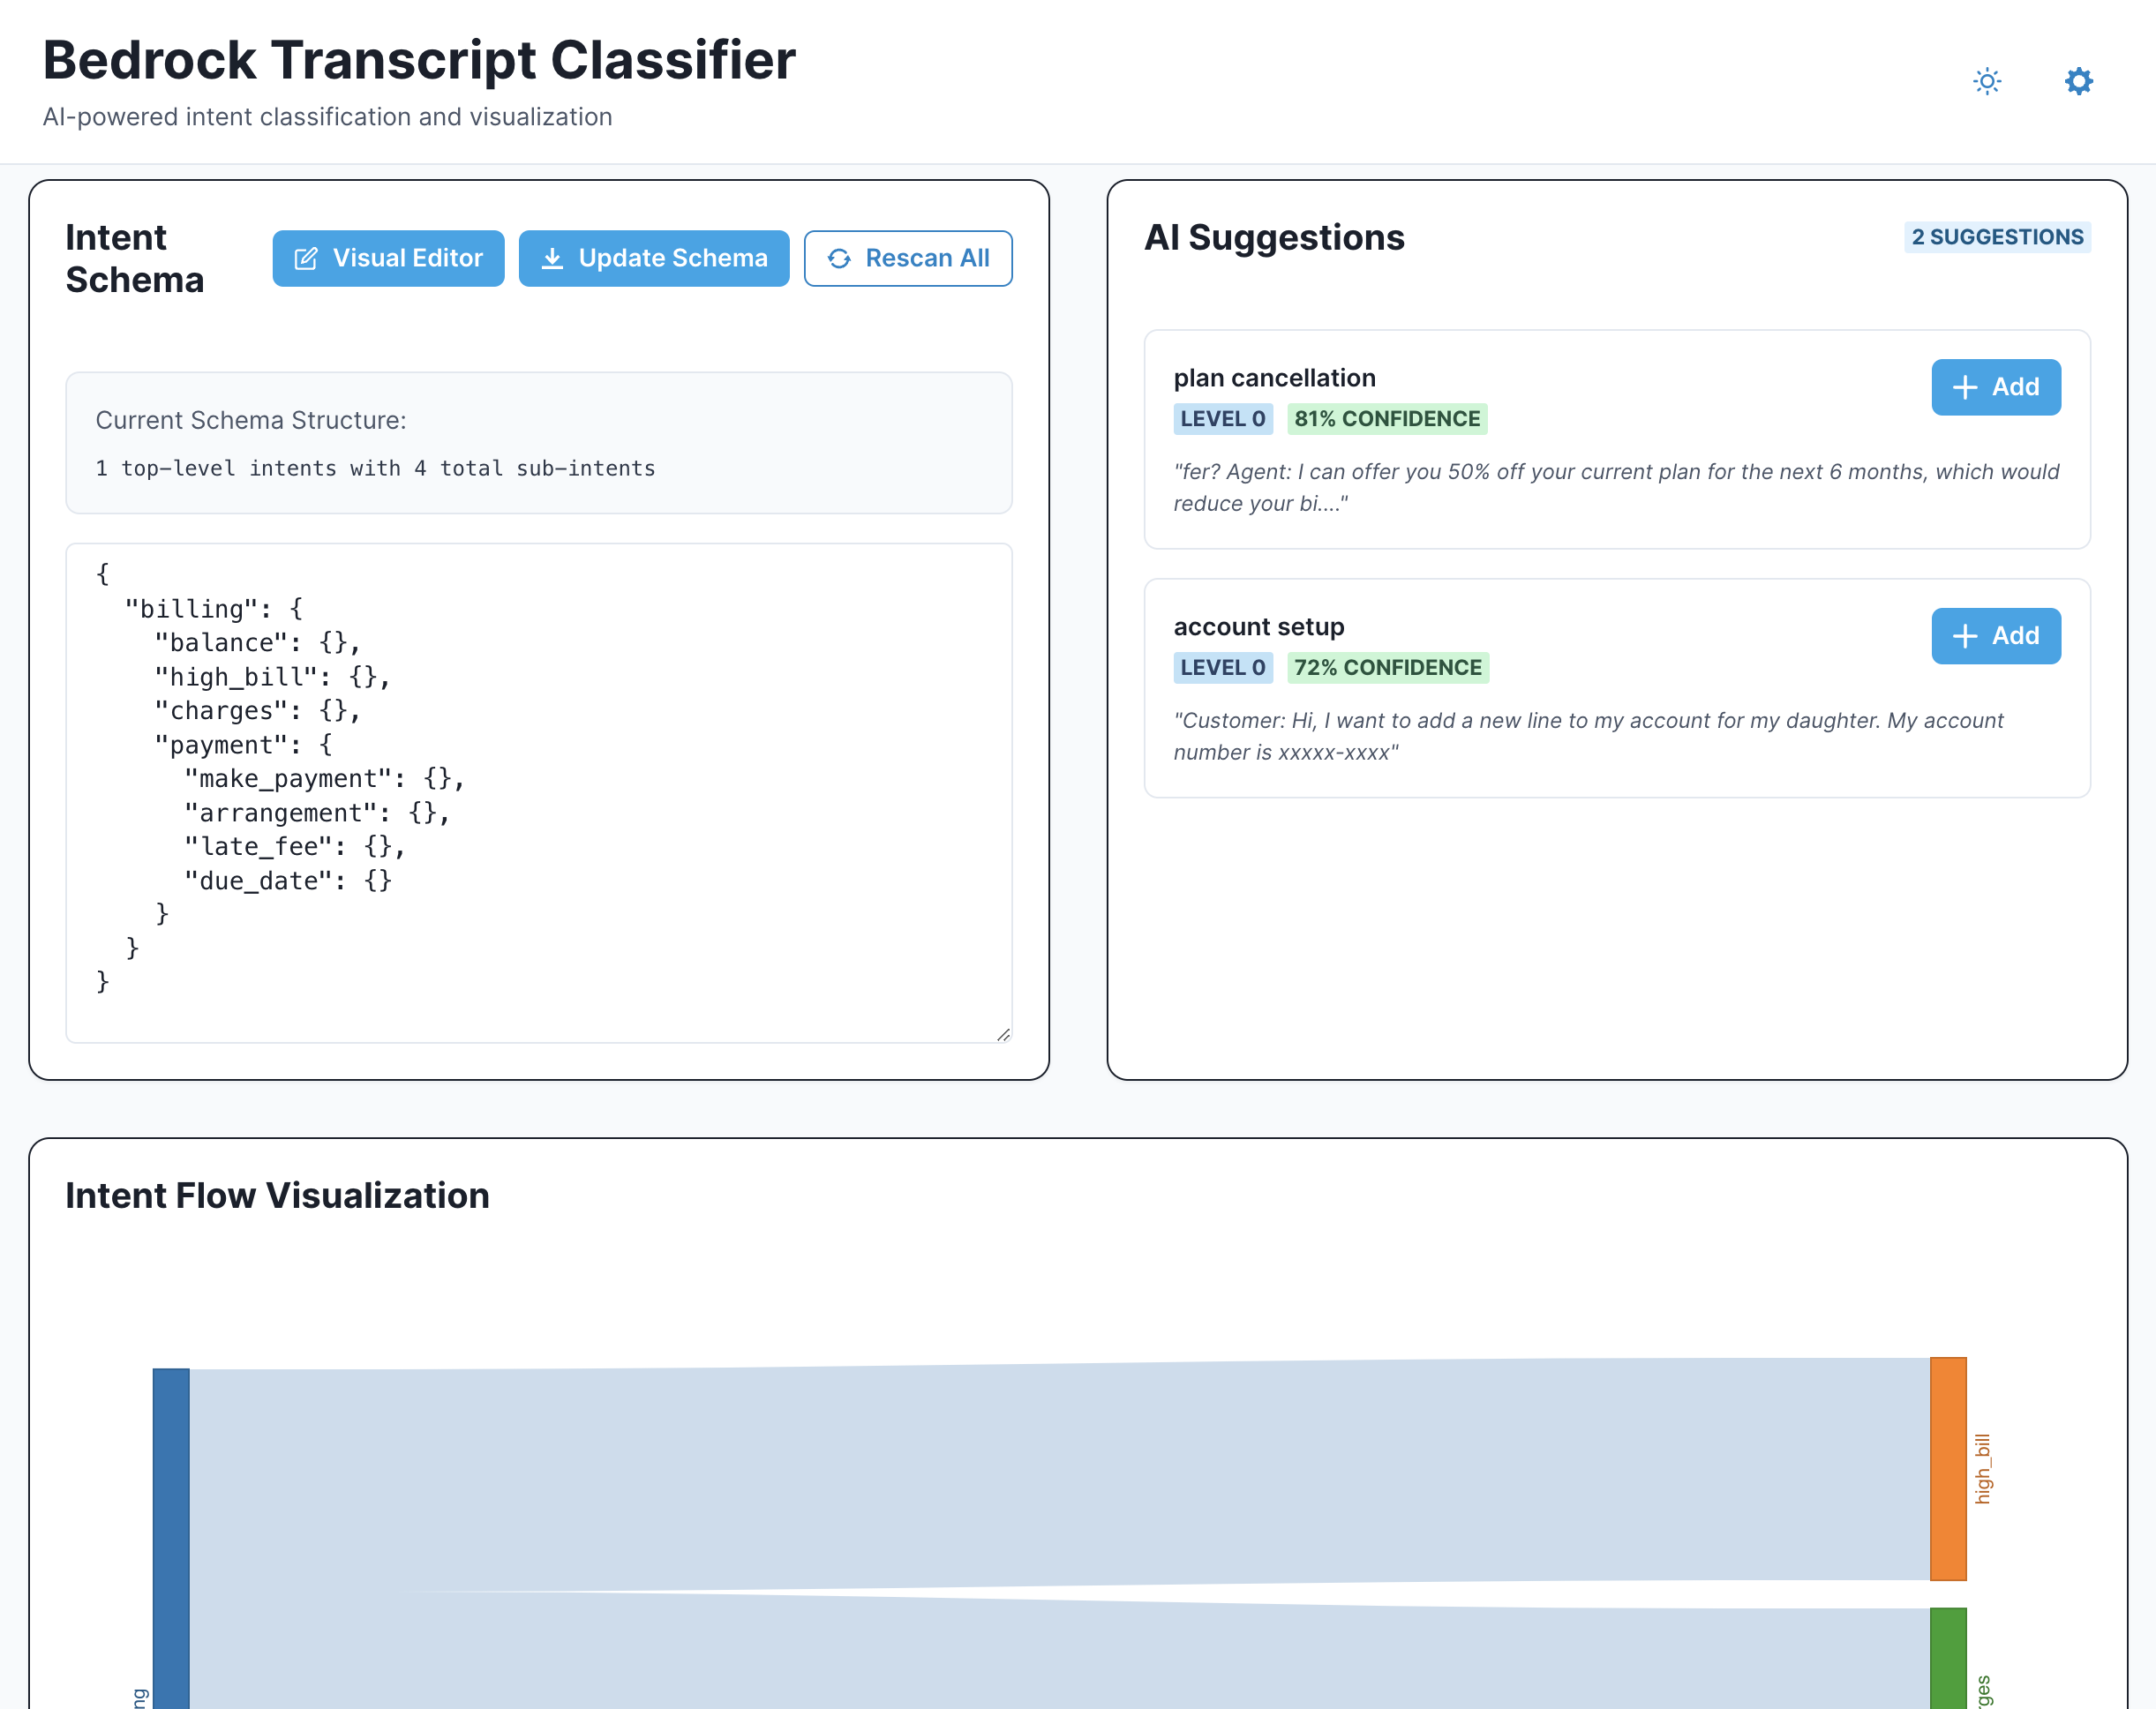 Bedrock Transcript Classifier
AI-powered intent classification and visualization
Intent
Schema
Visual Editor
Update Schema
Rescan All
Current Schema Structure:
1 top-level intents with 4 total sub-intents
{
  "billing": {
    "balance": {},
    "high_bill": {},
    "charges": {},
    "payment": {
      "make_payment": {},
      "arrangement": {},
      "late_fee": {},
      "due_date": {}
    }
  }
}
AI Suggestions
2 SUGGESTIONS
plan cancellation
Add
LEVEL 0
81% CONFIDENCE
"fer? Agent: I can offer you 50% off your current plan for the next 6 months, which would
reduce your bi...."
account setup
Add
LEVEL 0
72% CONFIDENCE
"Customer: Hi, I want to add a new line to my account for my daughter. My account
number is xxxxx-xxxx"
Intent Flow Visualization
high_bill
ng
rges